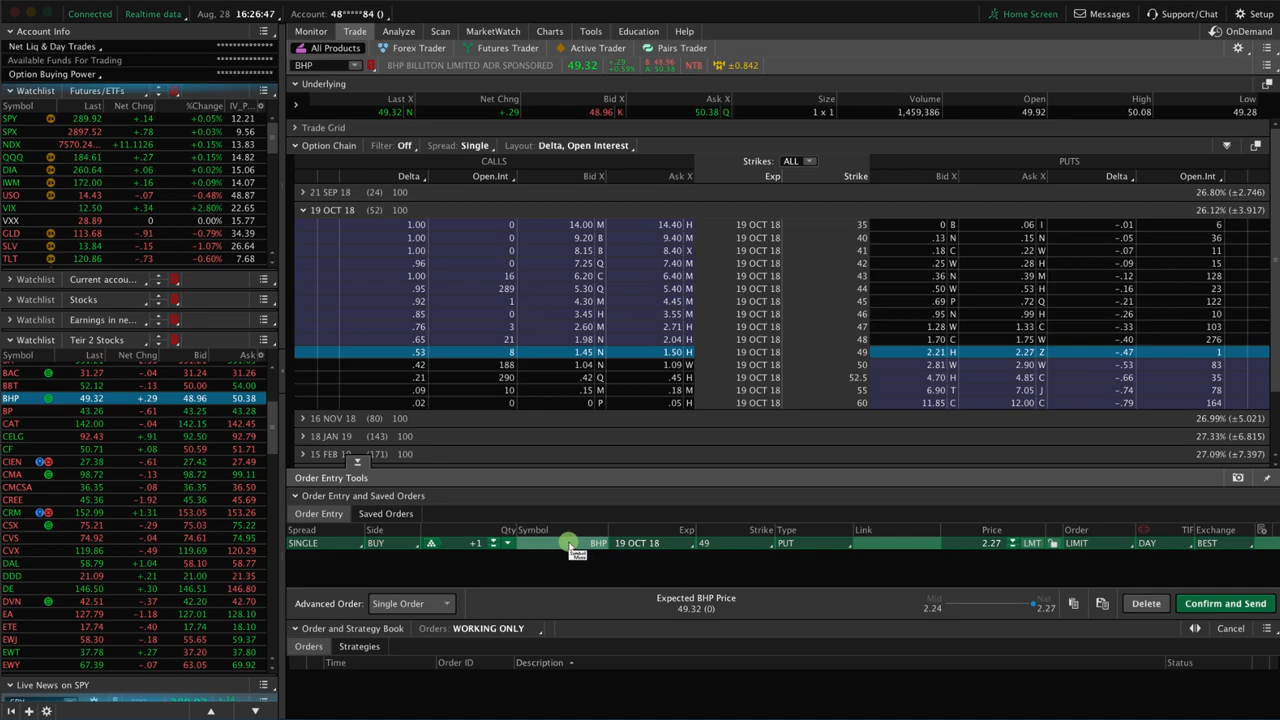 Connected Realtime data Aug, 28 16:26:47 Account: 48*****84 () Home Screen Messages Support/Chat Setup
Account Info
Net Liq & Day Trades **************
Available Funds For Trading **************
Option Buying Power **************
Watchlist Futures/ETFs
Symbol Last Net Chng %Change IV_P...
SPY 289.92 +.14 +0.05% 12.21
SPX 2897.52 +.78 +0.03% 9.56
NDX 7570.24... +11.1126 +0.15% 13.83
QQQ 184.61 +.27 +0.15% 14.82
DIA 260.64 +.06 +0.02% 15.76
IWM 172.00 +.16 +0.09% 14.07
USO 14.43 -.07 -0.48% 48.87
VIX 12.50 +.34 +2.80% 22.65
VXX 28.89 0 0.00% 15.77
GLD 113.68 -.91 -0.79% 34.39
SLV 13.84 -.15 -1.07% 26.64
TLT 120.86 -.73 -0.60% 7.68
Watchlist Current accou...
Watchlist Stocks
Watchlist Earnings in ne...
Watchlist Teir 2 Stocks
Symbol Last Net Chng Bid Ask
BAC 31.27 -.04 31.24 31.26
BBT 52.12 -.13 50.00 54.00
BHP 49.32 +.29 48.96 50.38
BP 43.26 -.61 43.25 43.28
CAT 142.00 -.04 142.15 142.45
CELG 92.43 +.91 92.50 92.79
CF 50.71 +.08 50.59 51.71
CIEN 27.38 -.61 27.42 27.49
CMA 98.72 -.13 98.73 99.11
CMCSA 36.35 -.53 36.35 36.50
CREE 45.36 -1.92 45.36 45.93
CRM 152.99 +1.31 153.05 153.26
CSX 75.21 -.29 75.03 75.22
CVS 74.92 -.04 74.61 74.95
CVX 119.86 -.49 118.69 120.29
DAL 58.30 +1.04 58.10 58.77
DDD 21.09 +.06 21.00 21.35
DE 146.50 +.30 146.50 146.80
DVN 42.51 -.37 42.20 42.70
EA 127.79 -1.18 127.01 128.10
ETE 17.74 -.40 17.74 18.00
EWJ 58.30 -.18 55.65 59.37
EWT 37.78 +.27 37.20 37.80
EWY 67.39 -.07 63.05 69.92
Live News on SPY
Monitor Trade Analyze Scan MarketWatch Charts Tools Education Help
All Products Forex Trader Futures Trader Active Trader Pairs Trader OnDemand
BHP BHP BILLITON LIMITED ADR SPONSORED 49.32 +.29 +0.59% B: 48.96 A: 50.38 NTB ±0.842
Underlying
Last X Net Chng Bid X Ask X Size Volume Open High Low
49.32 N +.29 48.96 K 50.38 Q 1 x 1 1,459,386 49.92 50.08 49.28
Trade Grid
Option Chain Filter: Off Spread: Single Layout: Delta, Open Interest
CALLS Strikes: ALL PUTS
Delta Open.Int Bid X Ask X Exp Strike Bid X Ask X Delta Open.Int
21 SEP 18 (24) 100 26.80% (±2.746)
19 OCT 18 (52) 100 26.12% (±3.917)
1.00 0 14.00 M 14.40 H 19 OCT 18 35 0 B .06 I -.01 6
1.00 0 9.20 B 9.40 H 19 OCT 18 40 .13 N .15 N -.05 36
1.00 0 8.15 B 8.40 X 19 OCT 18 41 .18 C .22 W -.07 11
.96 0 7.25 Q 7.40 M 19 OCT 18 42 .25 W .28 H -.09 15
1.00 16 6.20 C 6.40 M 19 OCT 18 43 .36 N .39 M -.12 128
.95 289 5.30 Q 5.40 M 19 OCT 18 44 .50 W .53 H -.16 23
.92 1 4.30 M 4.45 M 19 OCT 18 45 .69 P .72 Q -.21 122
.85 0 3.45 H 3.55 M 19 OCT 18 46 .95 N .99 H -.26 10
.76 3 2.60 M 2.71 H 19 OCT 18 47 1.28 W 1.33 C -.33 103
.65 21 1.98 N 2.04 H 19 OCT 18 48 1.70 C 1.75 W -.40 276
.53 8 1.45 N 1.50 H 19 OCT 18 49 2.21 H 2.27 Z -.47 1
.42 188 1.04 N 1.09 W 19 OCT 18 50 2.81 W 2.90 W -.53 83
.21 290 .42 Q .45 H 19 OCT 18 52.5 4.70 H 4.85 C -.66 35
.09 10 .15 M .18 M 19 OCT 18 55 6.90 T 7.05 J -.74 78
.02 0 0 P .05 H 19 OCT 18 60 11.85 C 12.00 C -.79 164
16 NOV 18 (80) 100 26.99% (±5.021)
18 JAN 19 (143) 100 27.33% (±6.815)
15 FEB 19 (171) 100 27.09% (±7.397)
Order Entry Tools
Order Entry and Saved Orders
Order Entry Saved Orders
Spread Side Qty Symbol Exp Strike Type Link Price Order TIF Exchange
SINGLE BUY +1 BHP 19 OCT 18 49 PUT 2.27 LMT LIMIT DAY BEST
Advanced Order: Single Order Expected BHP Price 49.32 (0) Mid 2.24 Nat 2.27 Delete Confirm and Send
Order and Strategy Book Orders: WORKING ONLY Cancel
Orders Strategies
Time Order ID Description Status